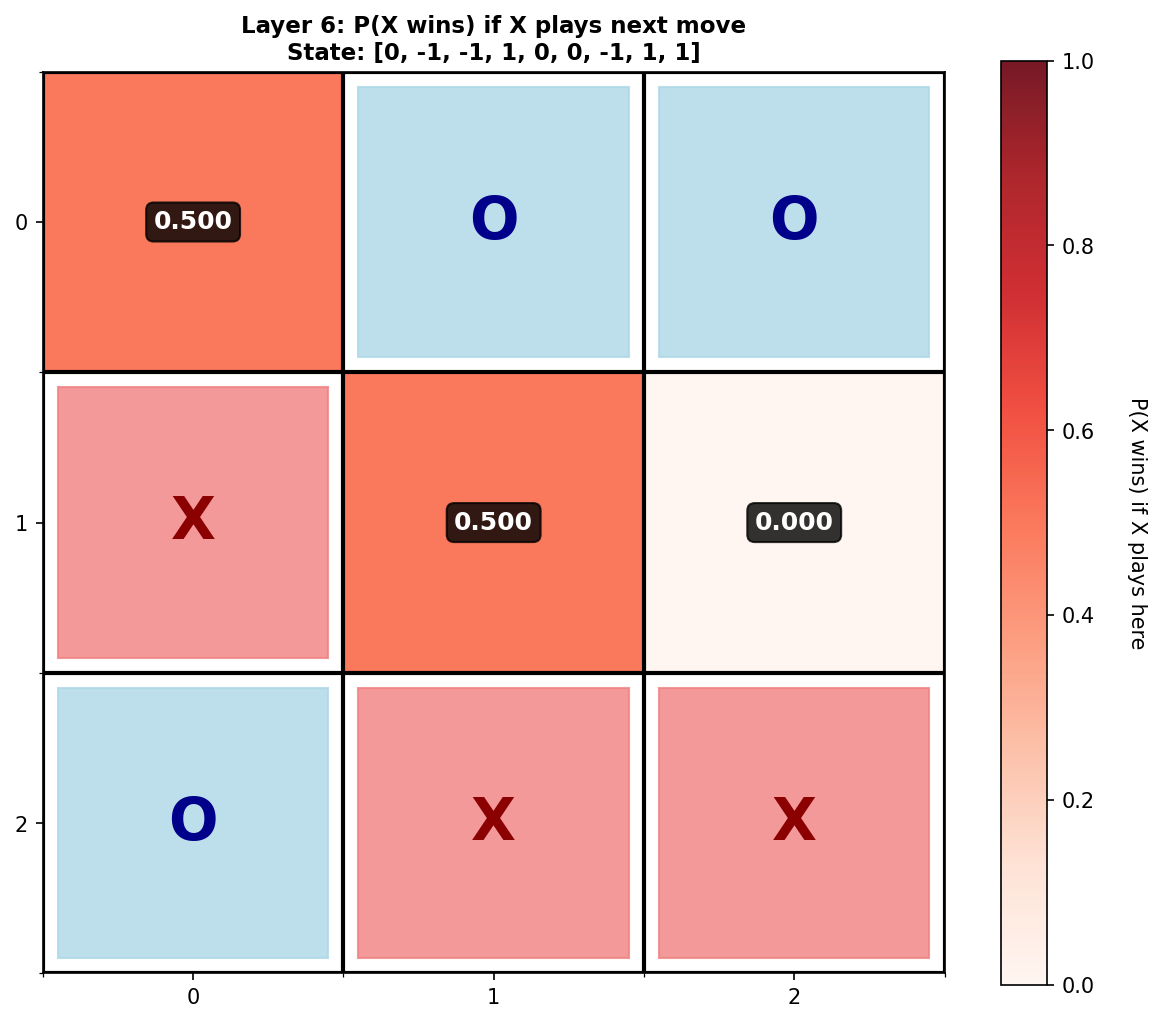 Layer 6: P(X wins) if X plays next move
State: [0, -1, -1, 1, 0, 0, -1, 1, 1]
0 0.500 O O
1 X 0.500 0.000
2 O X X
0 1 2
1.0
0.8
0.6
0.4
0.2
0.0
P(X wins) if X plays here